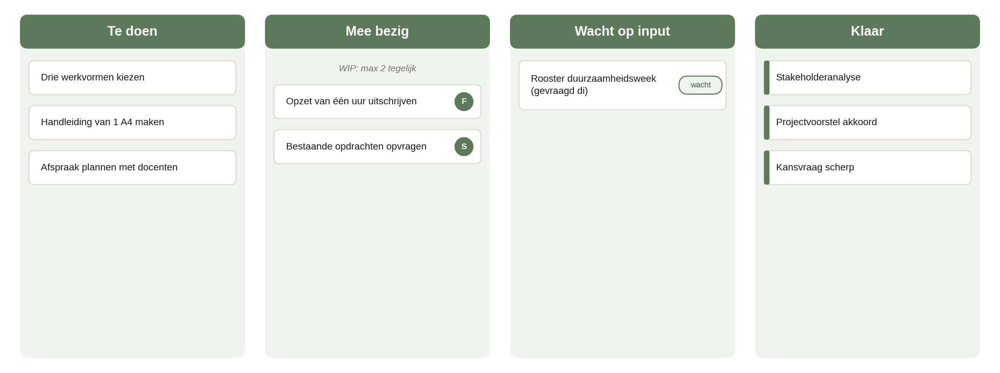 Te doen
Drie werkvormen kiezen
Handleiding van 1 A4 maken
Afspraak plannen met docenten
Mee bezig
WIP: max 2 tegelijk
Opzet van één uur uitschrijven
F
Bestaande opdrachten opvragen
S
Wacht op input
Rooster duurzaamheidsweek
(gevraagd di)
wacht
Klaar
Stakeholderanalyse
Projectvoorstel akkoord
Kansvraag scherp